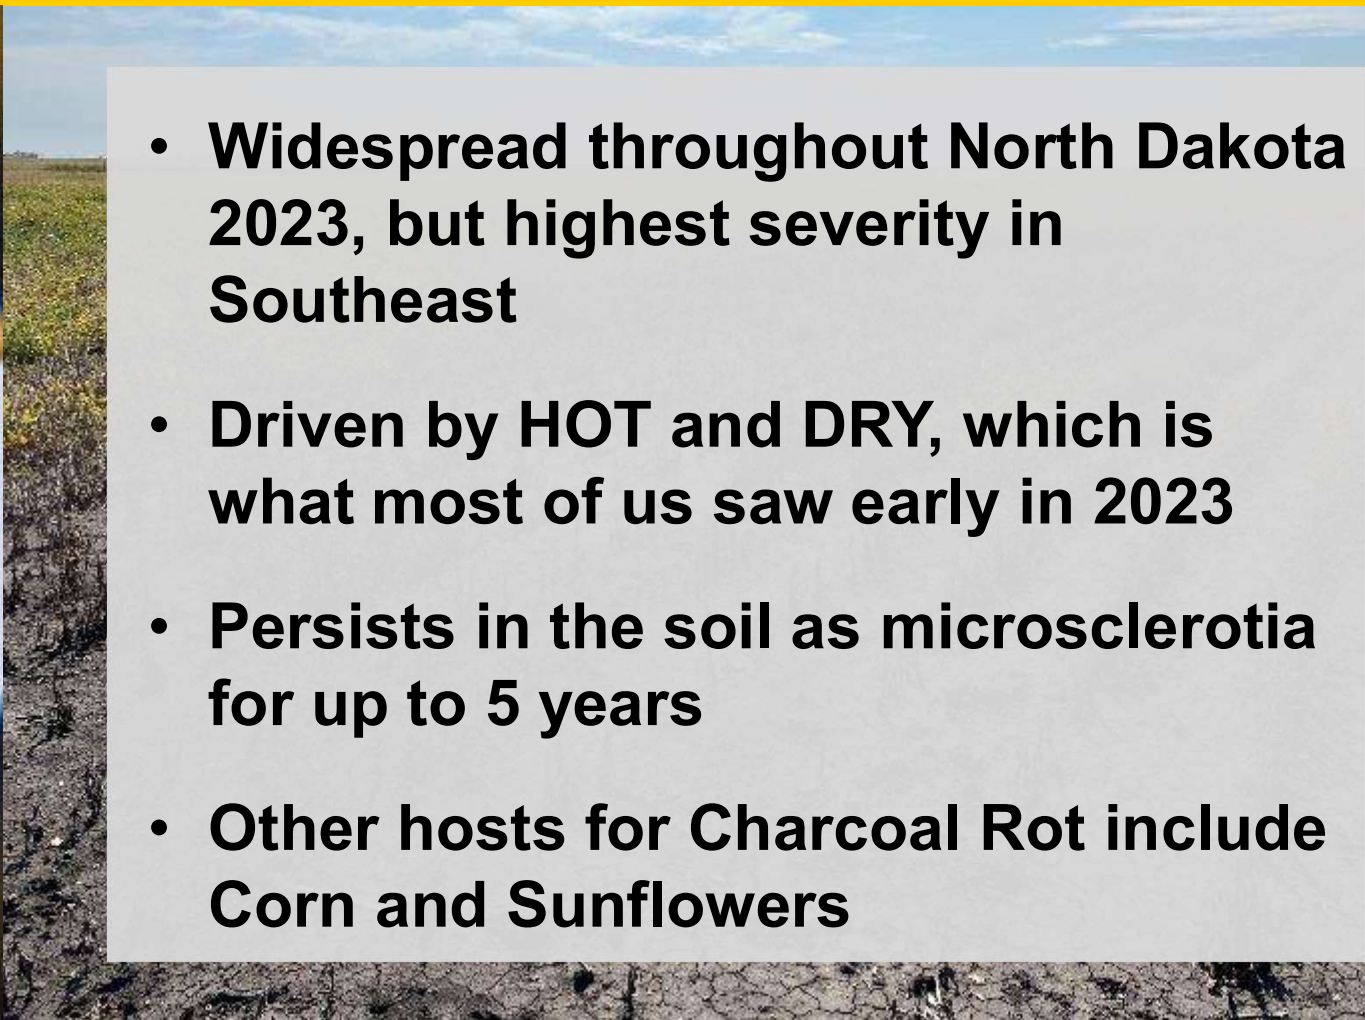 • Widespread throughout North Dakota
2023, but highest severity in
Southeast
• Driven by HOT and DRY, which is
what most of us saw early in 2023
• Persists in the soil as microsclerotia
for up to 5 years
• Other hosts for Charcoal Rot include
Corn and Sunflowers